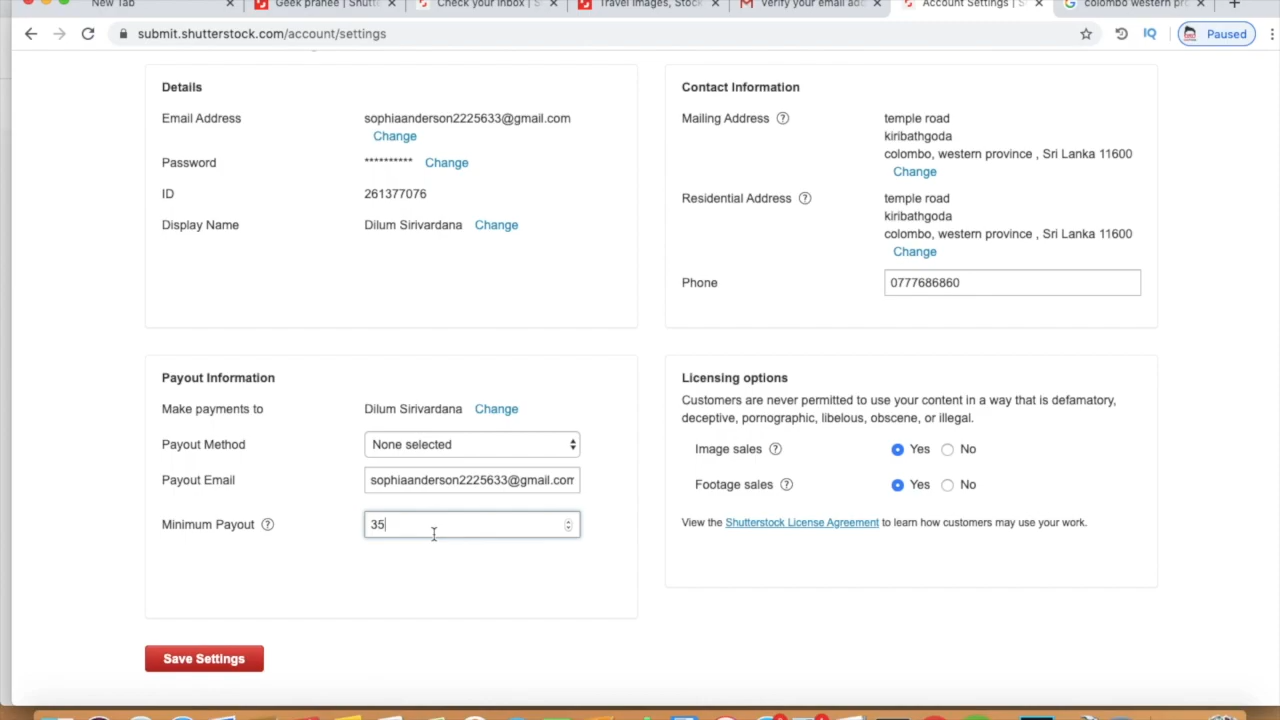 New Tab
Geek pranee | Shutte
Check your inbox | S
Travel Images, Stock
Verify your email add
Account Settings | S
colombo western pro
submit.shutterstock.com/account/settings
IQ
Paused
Details
Email Address sophiaanderson2225633@gmail.com
Change
Password ********** Change
ID 261377076
Display Name Dilum Sirivardana Change
Contact Information
Mailing Address ? temple road
kiribathgoda
colombo, western province , Sri Lanka 11600
Change
Residential Address ? temple road
kiribathgoda
colombo, western province , Sri Lanka 11600
Change
Phone 0777686860
Payout Information
Make payments to Dilum Sirivardana Change
Payout Method None selected
Payout Email sophiaanderson2225633@gmail.com
Minimum Payout ? 35
Licensing options
Customers are never permitted to use your content in a way that is defamatory,
deceptive, pornographic, libelous, obscene, or illegal.
Image sales ? Yes No
Footage sales ? Yes No
View the Shutterstock License Agreement to learn how customers may use your work.
Save Settings